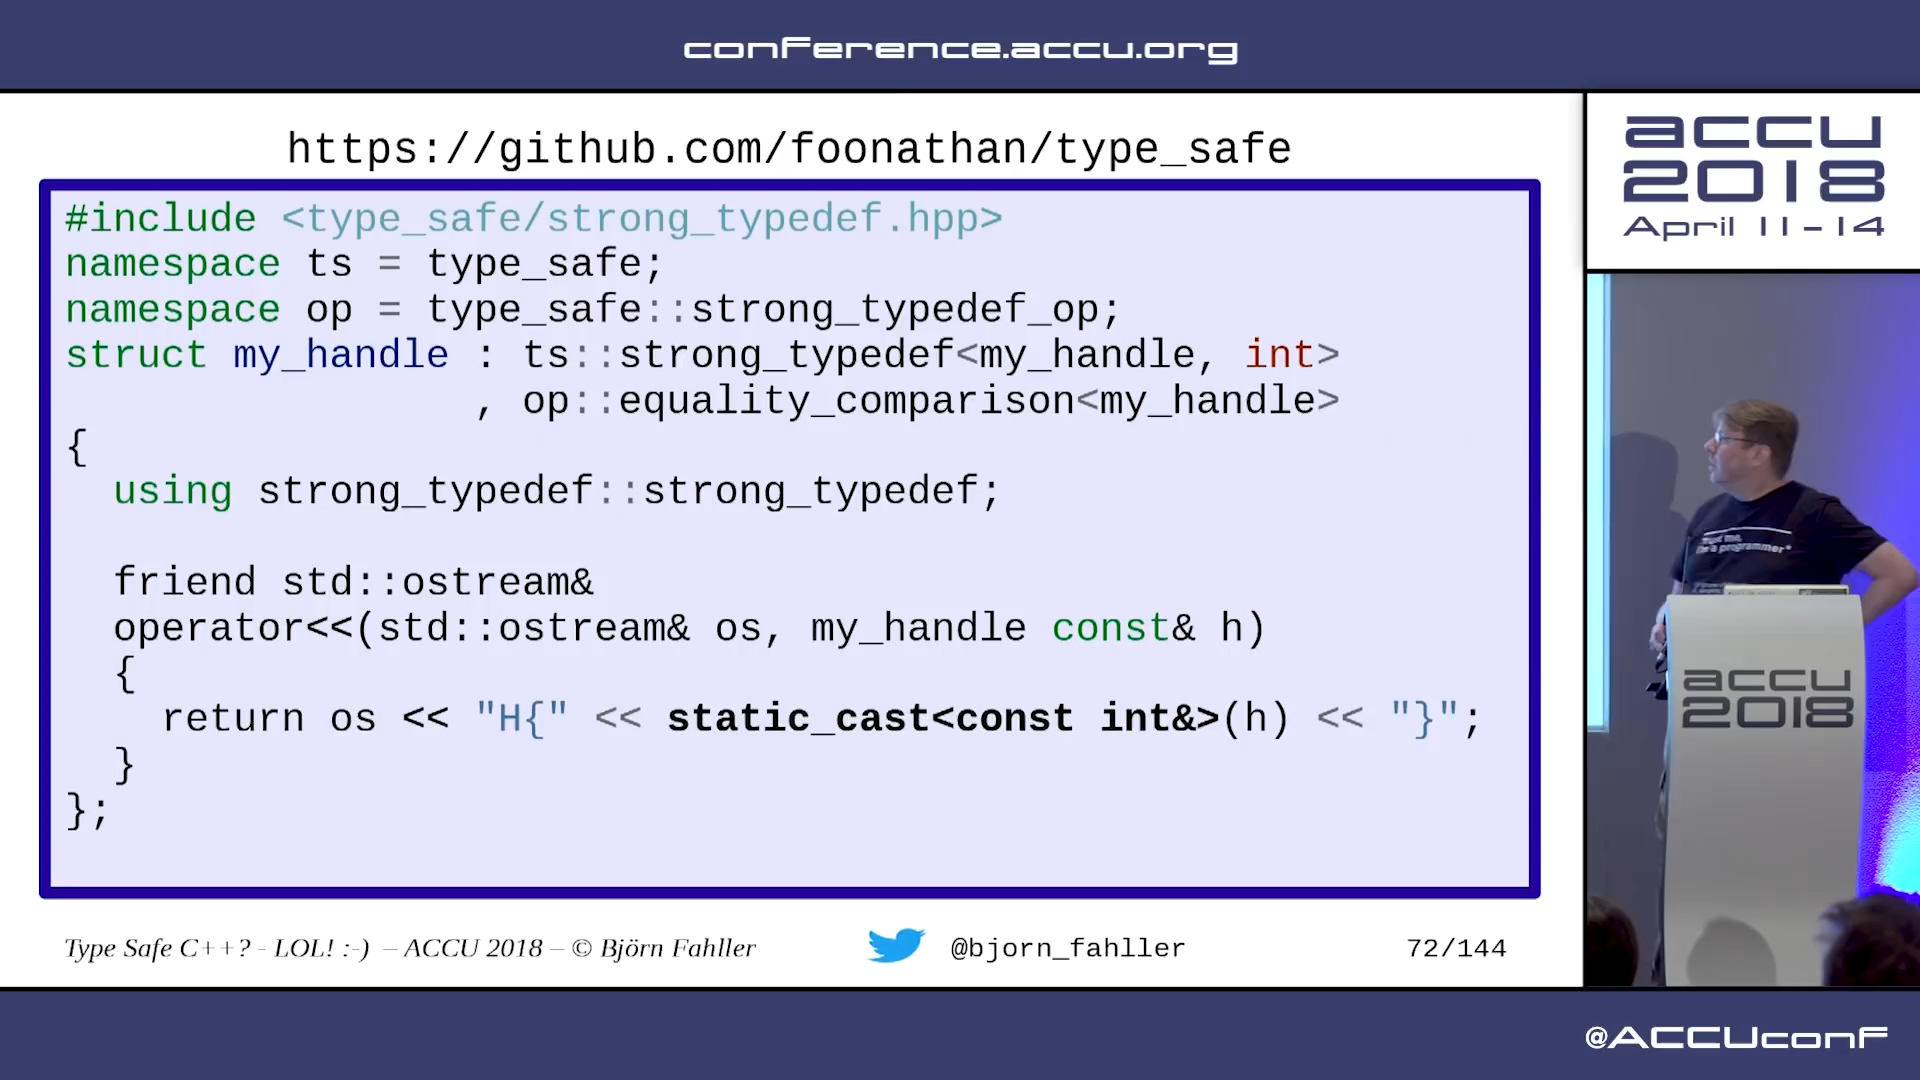 conference.accu.org
https://github.com/foonathan/type_safe
#include <type_safe/strong_typedef.hpp>
namespace ts = type_safe;
namespace op = type_safe::strong_typedef_op;
struct my_handle : ts::strong_typedef<my_handle, int>
, op::equality_comparison<my_handle>
{
using strong_typedef::strong_typedef;
friend std::ostream&
operator<<(std::ostream& os, my_handle const& h)
{
return os << "H{" << static_cast<const int&>(h) << "}";
}
};
Type Safe C++? - LOL! :-) – ACCU 2018 – © Björn Fahller
@bjorn_fahller
72/144
accu
2018
April 11-14
me,
a programmer"
accu
2018
@ACCUconf